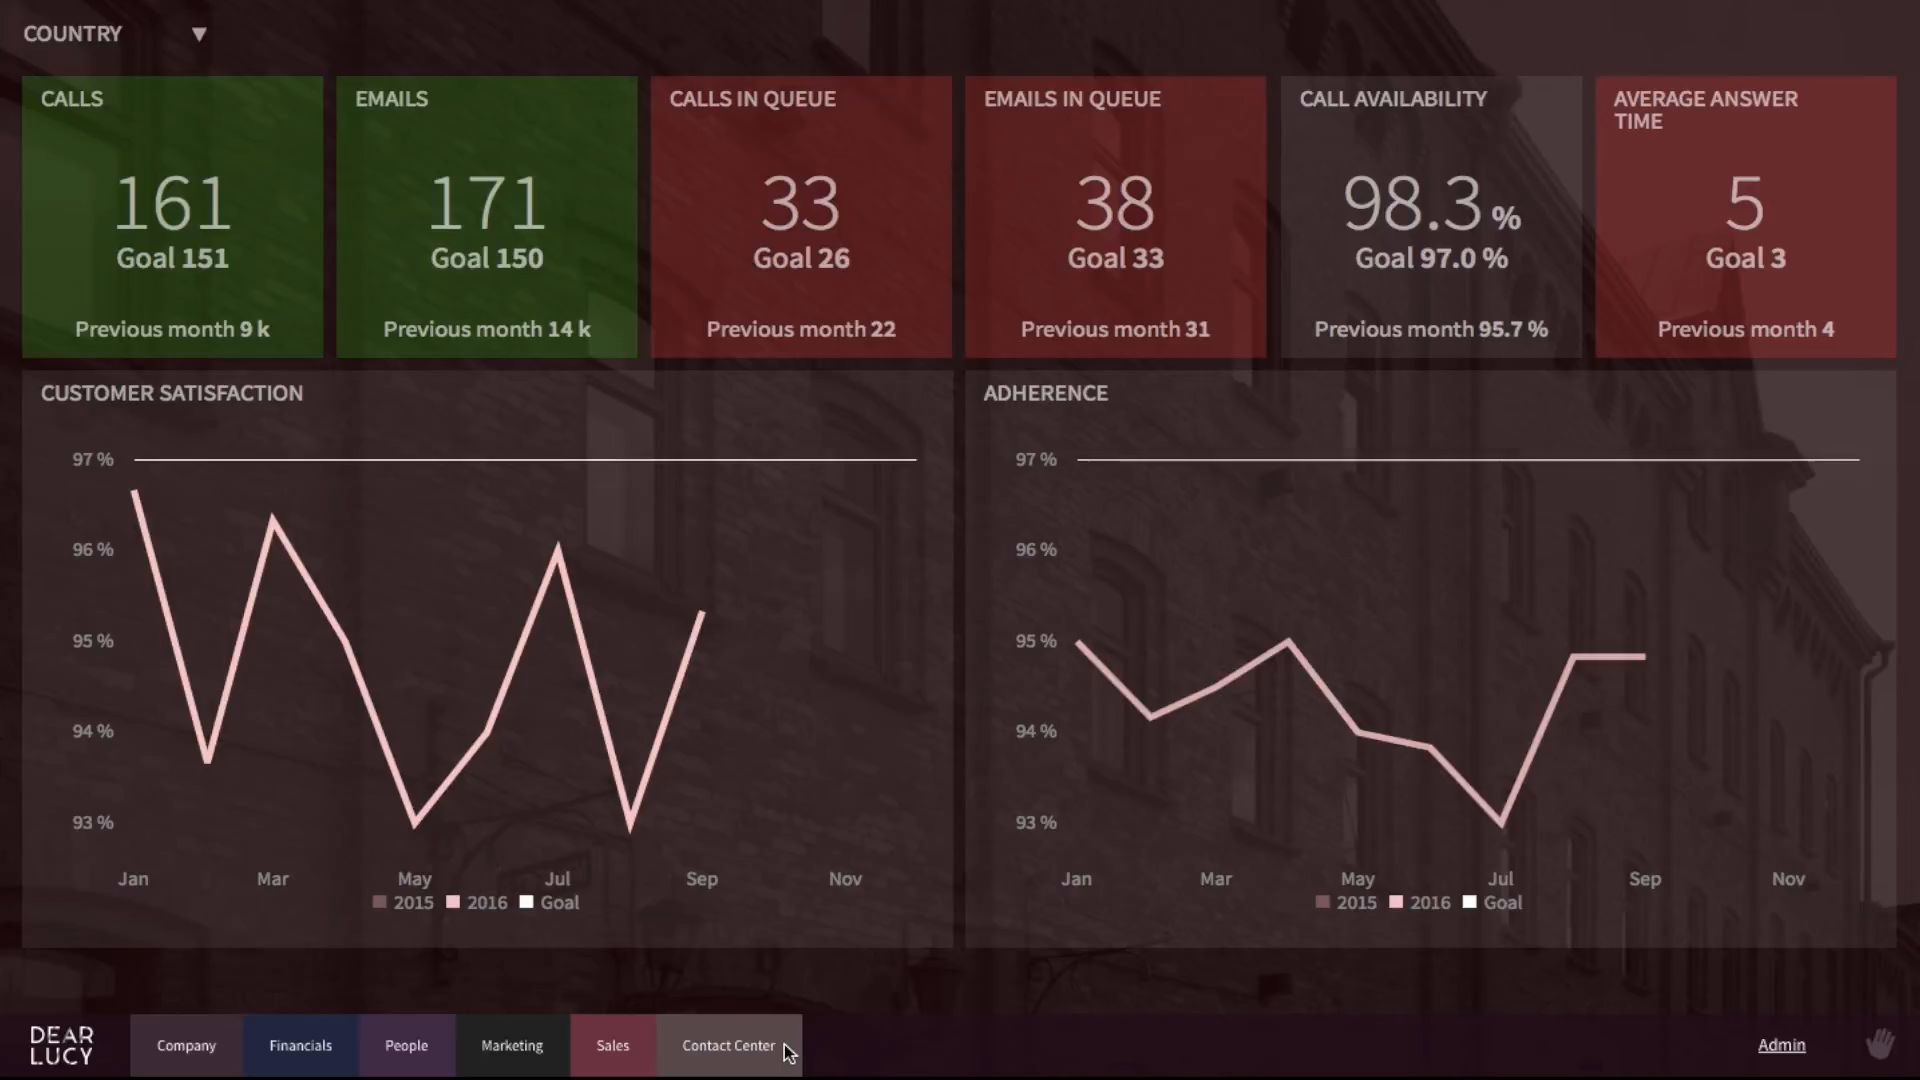 COUNTRY ▼
CALLS
161
Goal 151
Previous month 9 k
EMAILS
171
Goal 150
Previous month 14 k
CALLS IN QUEUE
33
Goal 26
Previous month 22
EMAILS IN QUEUE
38
Goal 33
Previous month 31
CALL AVAILABILITY
98.3 %
Goal 97.0 %
Previous month 95.7 %
AVERAGE ANSWER
TIME
5
Goal 3
Previous month 4
CUSTOMER SATISFACTION
97 %
96 %
95 %
94 %
93 %
Jan Mar May Jul Sep Nov
2015 2016 Goal
ADHERENCE
97 %
96 %
95 %
94 %
93 %
Jan Mar May Jul Sep Nov
2015 2016 Goal
DEAR
LUCY
Company Financials People Marketing Sales Contact Center Admin